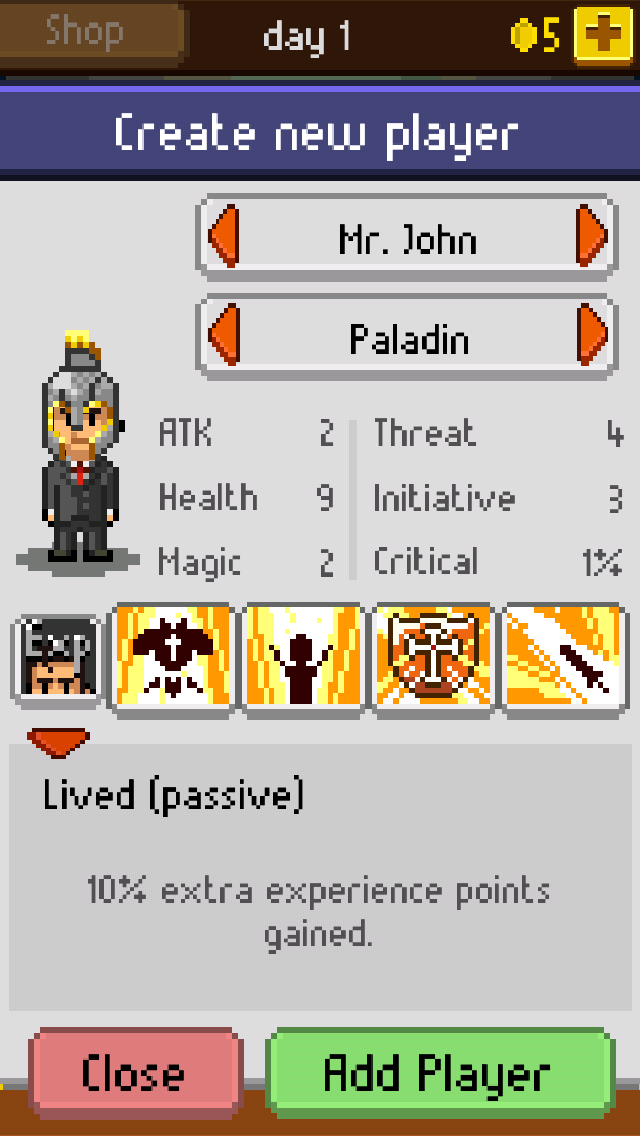 Shop day 1 5
Create new player
Mr. John
Paladin
ATK 2 Threat 4
Health 9 Initiative 3
Magic 2 Critical 1%
Exp
Lived (passive)
10% extra experience points
gained.
Close Add Player